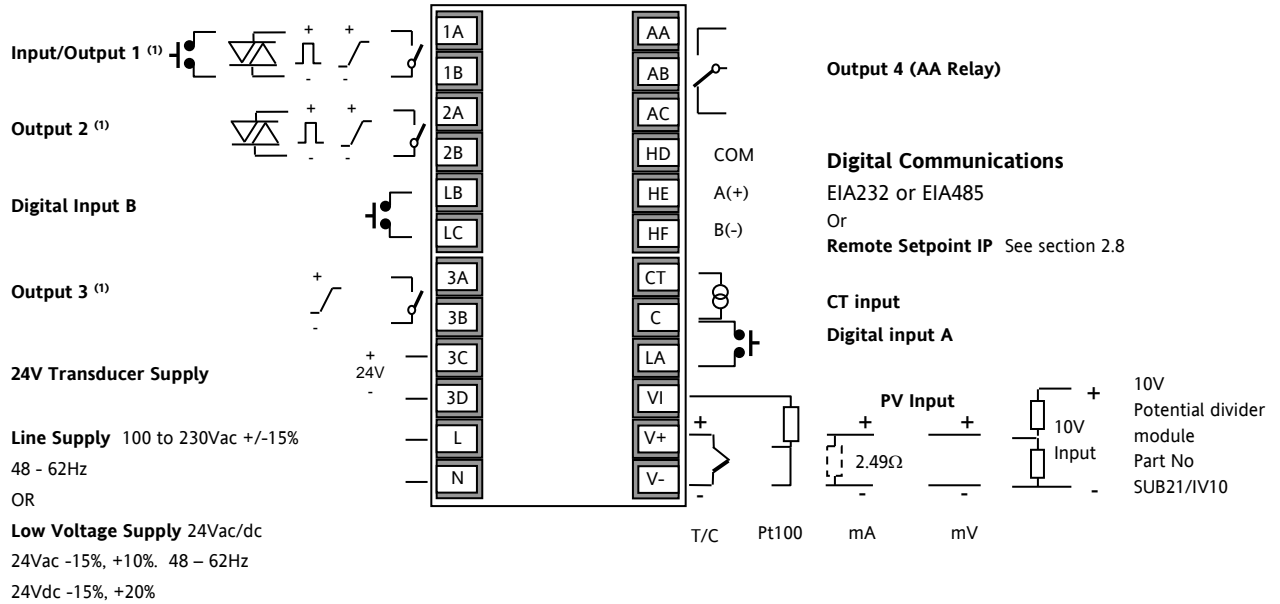 Input/Output 1 (1)
+ +
- -
1A
1B
Output 2 (1)
+ +
- -
2A
2B
Digital Input B
LB
LC
Output 3 (1)
+
-
3A
3B
24V Transducer Supply
+
24V
-
3C
3D
Line Supply 100 to 230Vac +/-15%
48 - 62Hz
OR
Low Voltage Supply 24Vac/dc
24Vac -15%, +10%. 48 – 62Hz
24Vdc -15%, +20%
L
N
AA
AB
AC
Output 4 (AA Relay)
HD COM
HE A(+)
HF B(-)
Digital Communications
EIA232 or EIA485
Or
Remote Setpoint IP See section 2.8
CT
C
LA
CT input
Digital input A
VI
V+
V-
PV Input
+
-
T/C
Pt100
+
2.49Ω
-
mA
+
-
mV
+
10V
Input
-
10V
Potential divider
module
Part No
SUB21/IV10